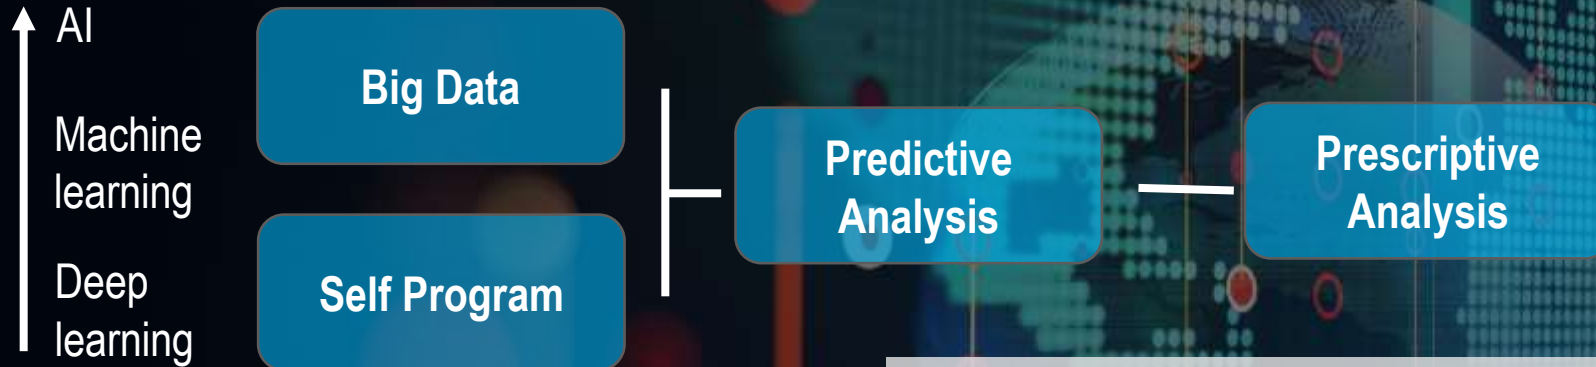 AI
Machine
learning
Deep
learning
Big Data
Self Program
Predictive
Analysis
Prescriptive
Analysis